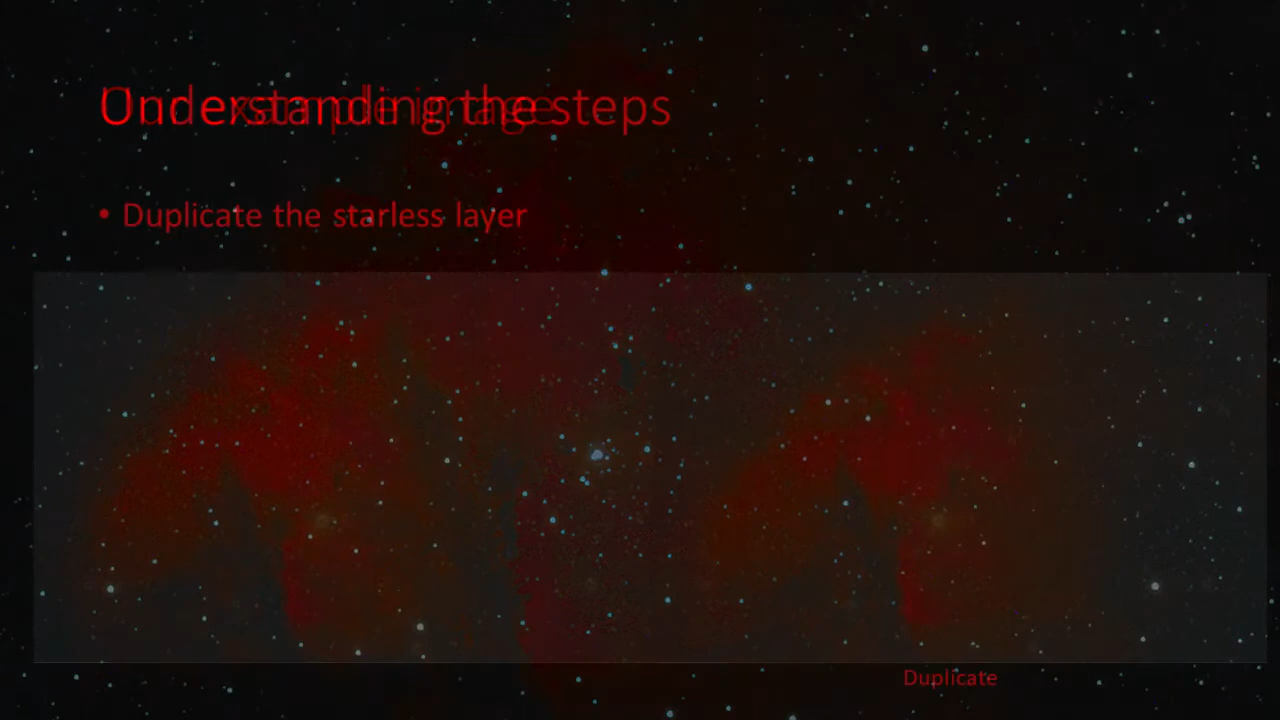 Understanding the steps
• Duplicate the starless layer
Duplicate